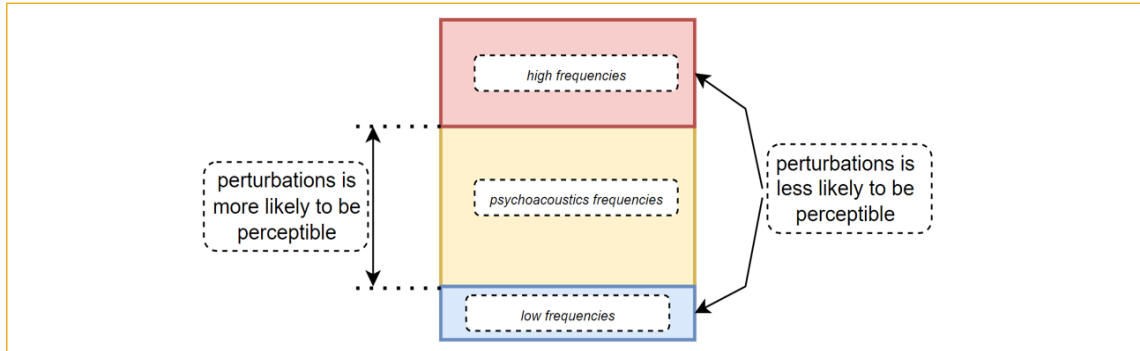 high frequencies
perturbations is
more likely to be
perceptible
psychoacoustics frequencies
perturbations is
less likely to be
perceptible
low frequencies